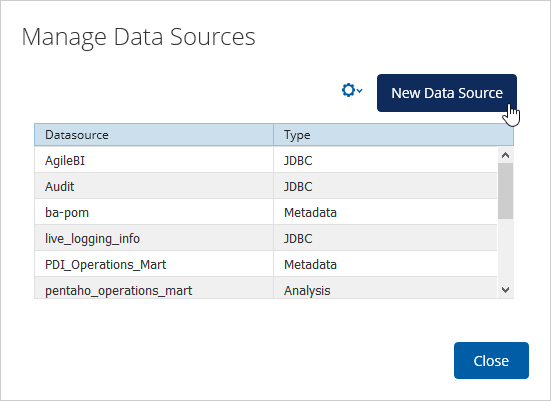 Manage Data Sources
New Data Source
Datasource Type
AgileBI JDBC
Audit JDBC
ba-pom Metadata
live_logging_info JDBC
PDI_Operations_Mart Metadata
pentaho_operations_mart Analysis
Close